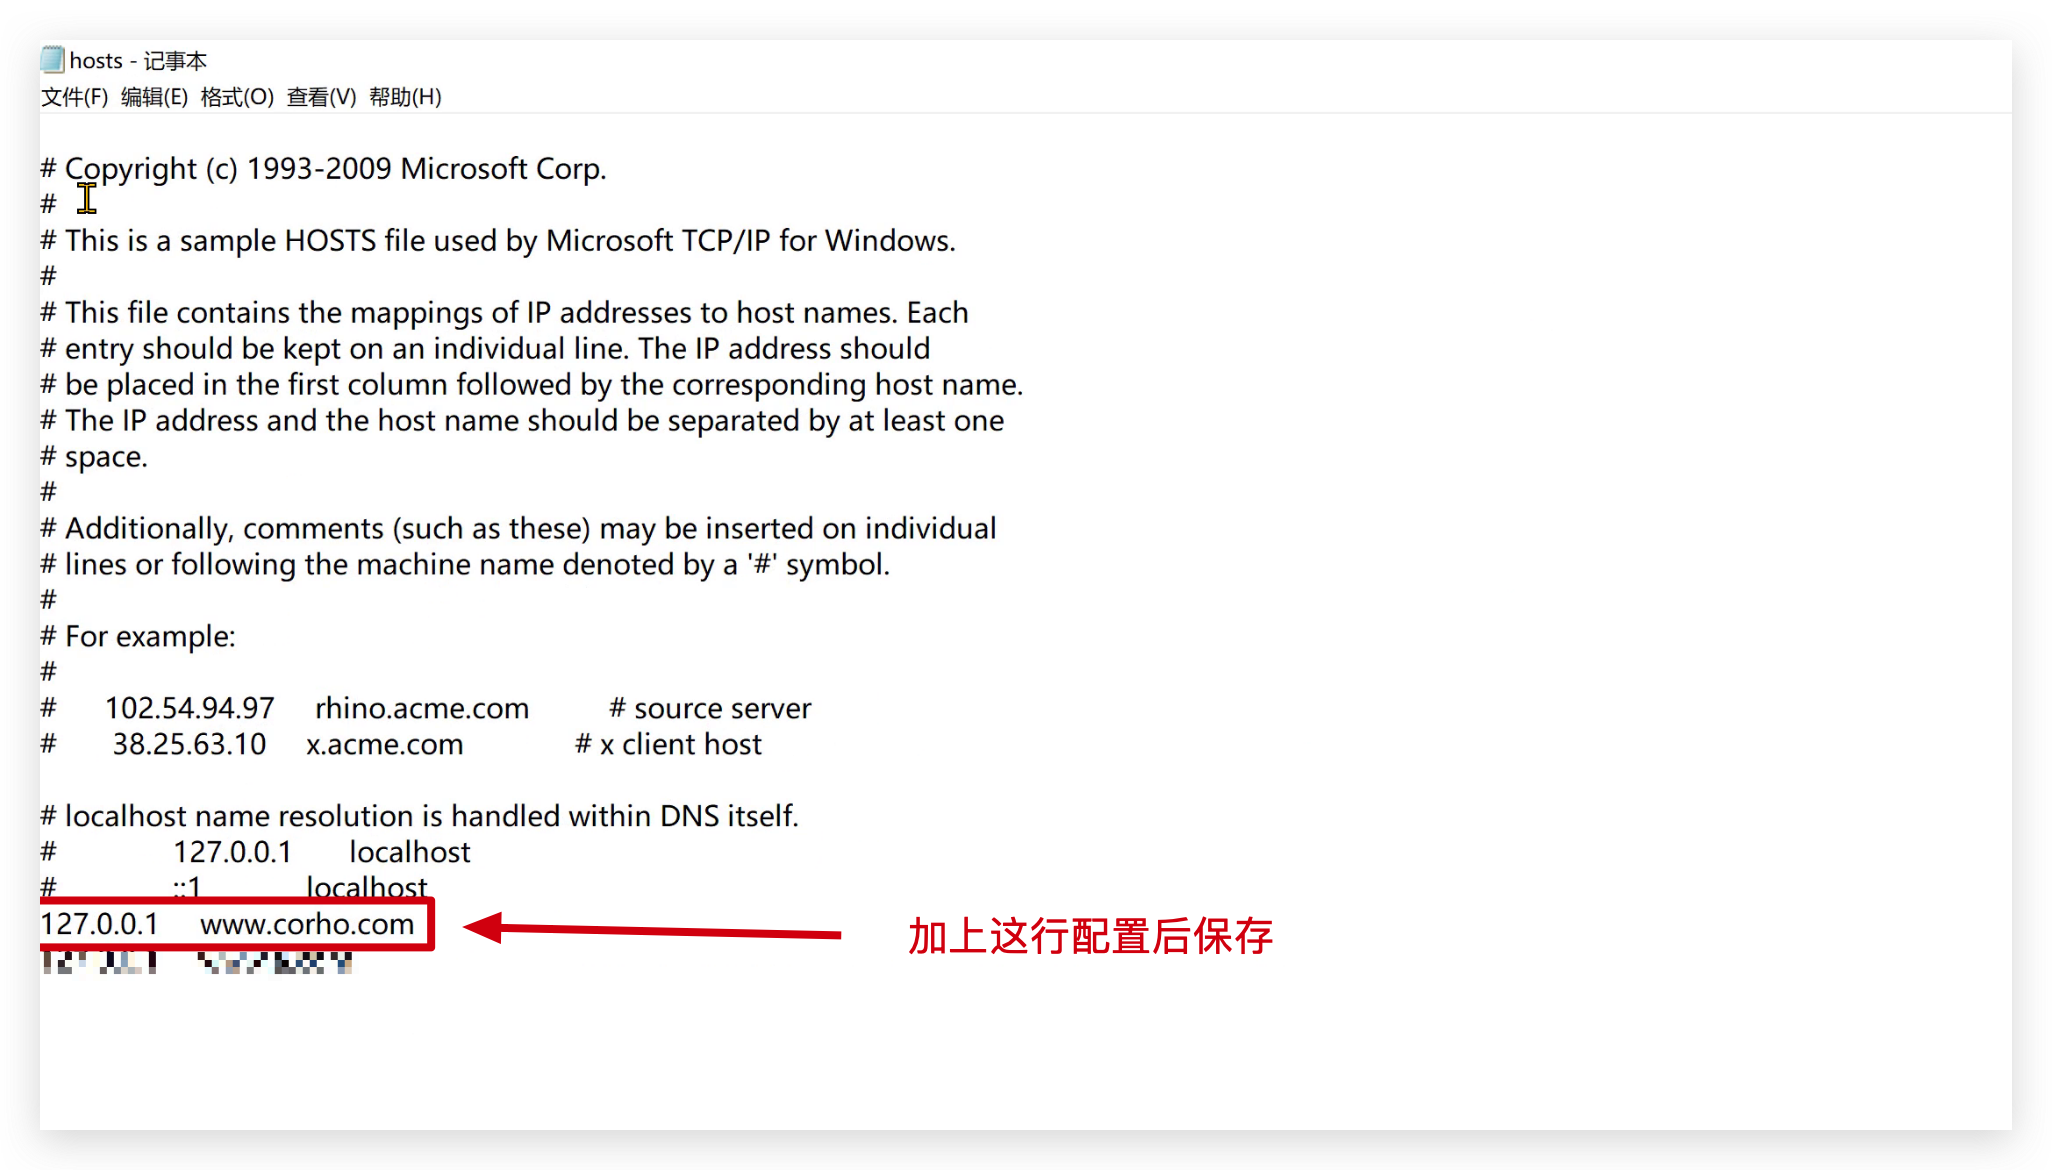 hosts - 记事本
文件(F) 编辑(E) 格式(O) 查看(V) 帮助(H)
# Copyright (c) 1993-2009 Microsoft Corp.
#
# This is a sample HOSTS file used by Microsoft TCP/IP for Windows.
#
# This file contains the mappings of IP addresses to host names. Each
# entry should be kept on an individual line. The IP address should
# be placed in the first column followed by the corresponding host name.
# The IP address and the host name should be separated by at least one
# space.
#
# Additionally, comments (such as these) may be inserted on individual
# lines or following the machine name denoted by a '#' symbol.
#
# For example:
#
# 102.54.94.97 rhino.acme.com # source server
# 38.25.63.10 x.acme.com # x client host
# localhost name resolution is handled within DNS itself.
# 127.0.0.1 localhost
# ::1 localhost
127.0.0.1 www.corho.com
加上这行配置后保存